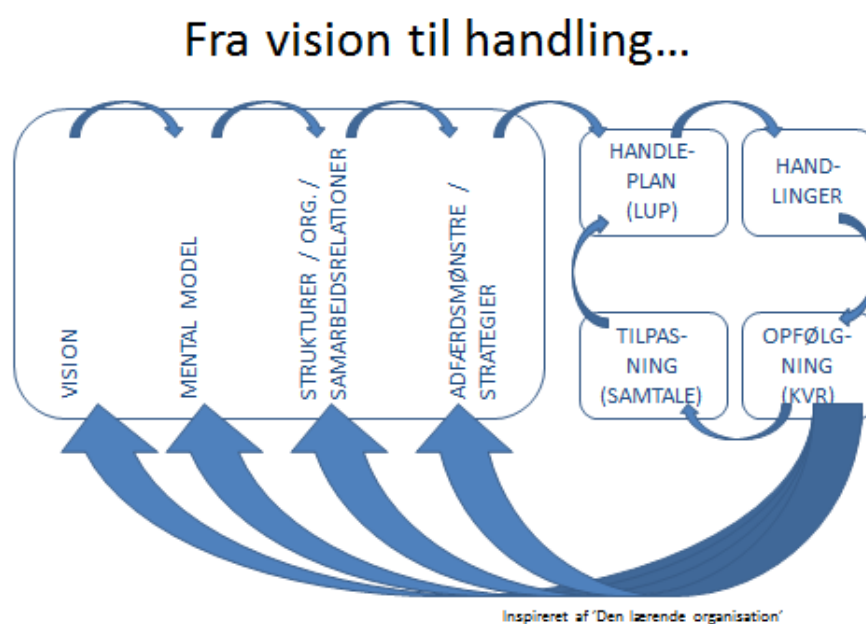 Fra vision til handling...
VISION
MENTAL MODEL
STRUKTURER / ORG. /
SAMARBEJDSRELATIONER
ADFÆRDSMØNSTRE /
STRATEGIER
HANDLE-
PLAN
(LUP)
HAND-
LINGER
TILPAS-
NING
(SAMTALE)
OPFØLG-
NING
(KVR)
Inspireret af ‘Den lærende organisation’